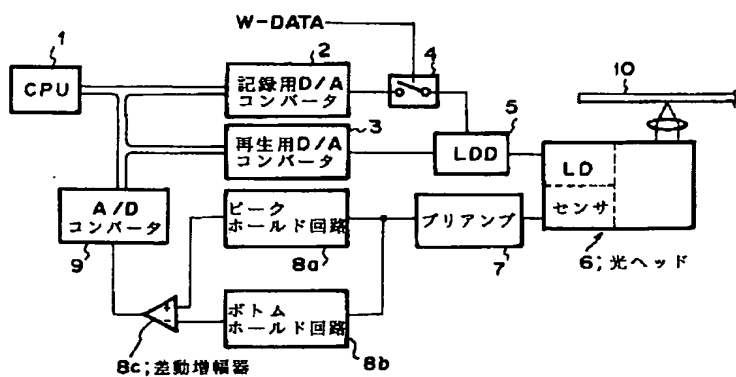 W-DATA
1
CPU
2
記録用D/A
コンバータ
4
10
3
再生用D/A
コンバータ
5
LDD
LD
センサ
A/D
コンバータ
9
ピーク
ホールド回路
8a
プリアンプ
7
6;光ヘッド
+
-
ボトム
ホールド回路
8b
8c;差動増幅器